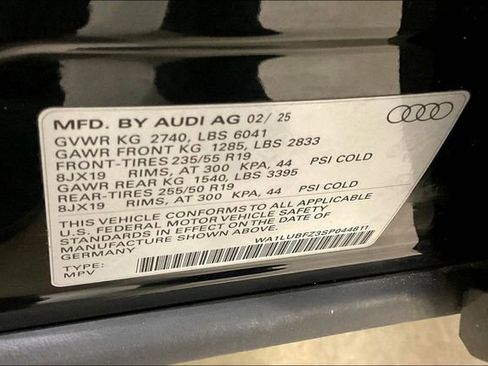 MFD. BY AUDI AG 02/ 25
GVWR KG 2740, LBS 6041
GAWR FRONT KG 1285, LBS 2833
FRONT-TIRES 235/55 R19
8JX19 RIMS, AT 300 KPA, 44 PSI COLD
GAWR REAR KG 1540, LBS 3395
REAR-TIRES 255/50 R19
8JX19 RIMS, AT 300 KPA, 44 PSI COLD
THIS VEHICLE CONFORMS TO ALL APPLICABLE
U.S. FEDERAL MOTOR VEHICLE SAFETY
STANDARDS IN EFFECT ON THE DATE OF
MANUFACTURE SHOWN ABOVE.
GERMANY
WA1LUBFZ3SP044811
TYPE:
MPV